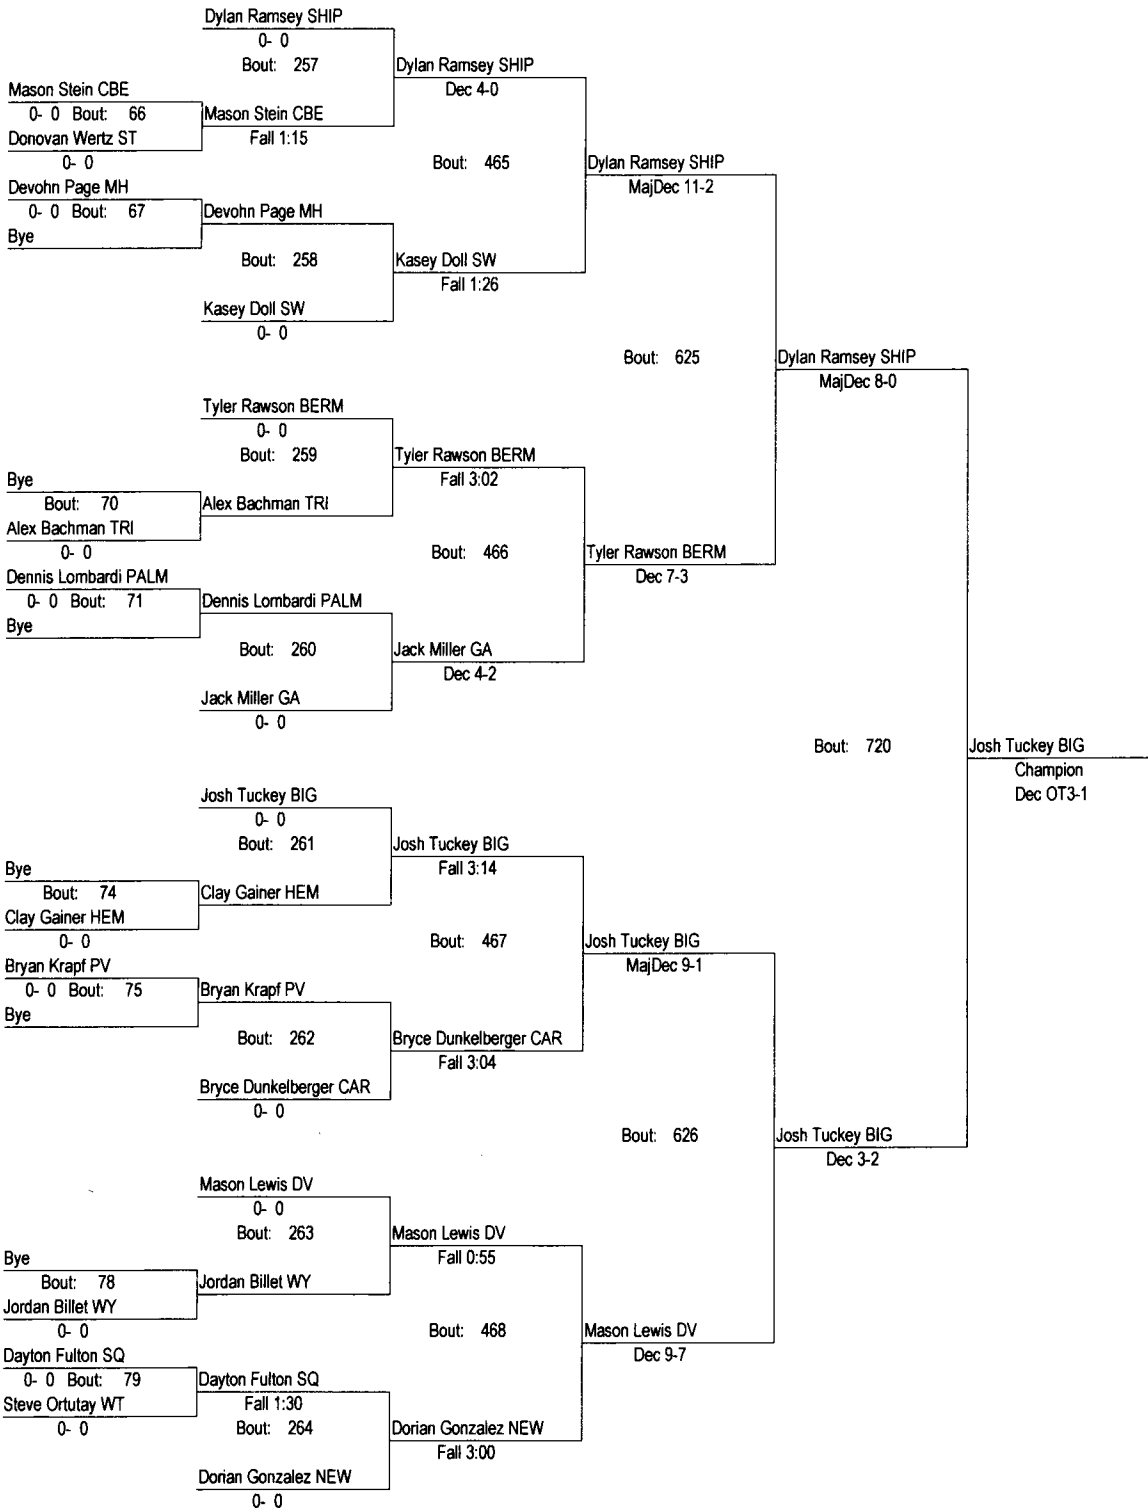 Dylan Ramsey SHIP
0- 0
Bout: 257
Dylan Ramsey SHIP
Dec 4-0
Mason Stein CBE
0- 0 Bout: 66
Mason Stein CBE
Fall 1:15
Donovan Wertz ST
0- 0
Bout: 465
Dylan Ramsey SHIP
MajDec 11-2
Devohn Page MH
0- 0 Bout: 67
Devohn Page MH
Bye
Bout: 258
Kasey Doll SW
Fall 1:26
Kasey Doll SW
0- 0
Bout: 625
Dylan Ramsey SHIP
MajDec 8-0
Tyler Rawson BERM
0- 0
Bout: 259
Tyler Rawson BERM
Fall 3:02
Bye
Bout: 70
Alex Bachman TRI
Alex Bachman TRI
0- 0
Bout: 466
Tyler Rawson BERM
Dec 7-3
Dennis Lombardi PALM
0- 0 Bout: 71
Dennis Lombardi PALM
Bye
Bout: 260
Jack Miller GA
Dec 4-2
Jack Miller GA
0- 0
Bout: 720
Josh Tuckey BIG
Champion
Dec OT3-1
Josh Tuckey BIG
0- 0
Bout: 261
Josh Tuckey BIG
Fall 3:14
Bye
Bout: 74
Clay Gainer HEM
Clay Gainer HEM
0- 0
Bout: 467
Josh Tuckey BIG
MajDec 9-1
Bryan Krapf PV
0- 0 Bout: 75
Bryan Krapf PV
Bye
Bout: 262
Bryce Dunkelberger CAR
Fall 3:04
Bryce Dunkelberger CAR
0- 0
Bout: 626
Josh Tuckey BIG
Dec 3-2
Mason Lewis DV
0- 0
Bout: 263
Mason Lewis DV
Fall 0:55
Bye
Bout: 78
Jordan Billet WY
Jordan Billet WY
0- 0
Bout: 468
Mason Lewis DV
Dec 9-7
Dayton Fulton SQ
0- 0 Bout: 79
Dayton Fulton SQ
Fall 1:30
Steve Ortutay WT
0- 0
Bout: 264
Dorian Gonzalez NEW
Fall 3:00
Dorian Gonzalez NEW
0- 0